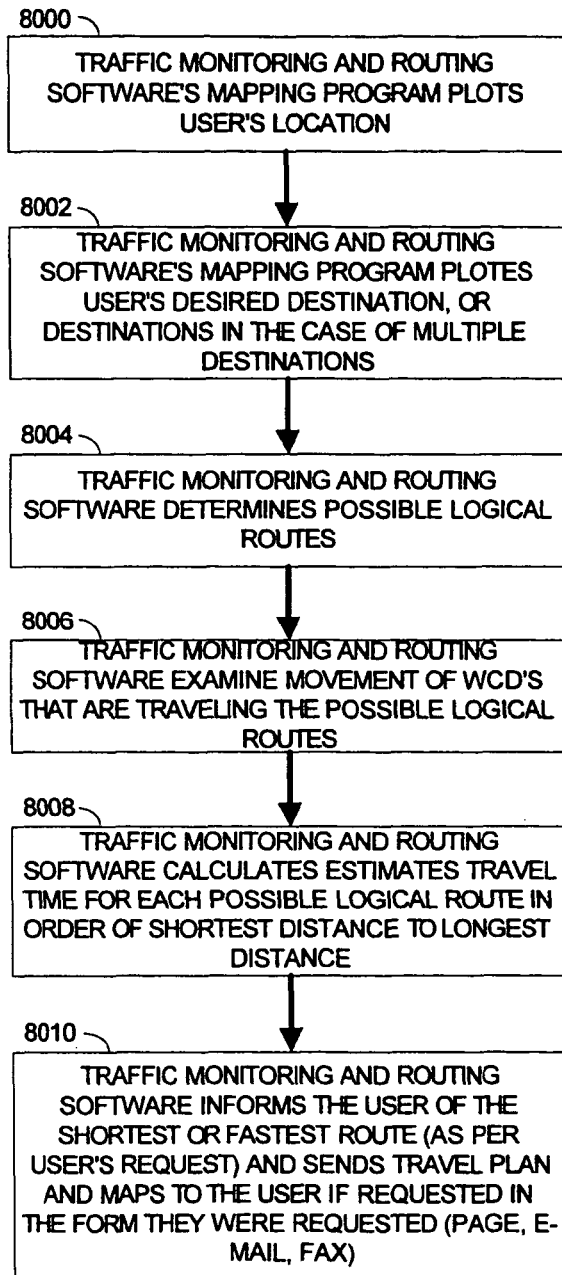 8000
TRAFFIC MONITORING AND ROUTING
SOFTWARE'S MAPPING PROGRAM PLOTS
USER'S LOCATION
8002
TRAFFIC MONITORING AND ROUTING
SOFTWARE'S MAPPING PROGRAM PLOTES
USER'S DESIRED DESTINATION, OR
DESTINATIONS IN THE CASE OF MULTIPLE
DESTINATIONS
8004
TRAFFIC MONITORING AND ROUTING
SOFTWARE DETERMINES POSSIBLE LOGICAL
ROUTES
8006
TRAFFIC MONITORING AND ROUTING
SOFTWARE EXAMINE MOVEMENT OF WCD'S
THAT ARE TRAVELING THE POSSIBLE LOGICAL
ROUTES
8008
TRAFFIC MONITORING AND ROUTING
SOFTWARE CALCULATES ESTIMATES TRAVEL
TIME FOR EACH POSSIBLE LOGICAL ROUTE IN
ORDER OF SHORTEST DISTANCE TO LONGEST
DISTANCE
8010
TRAFFIC MONITORING AND ROUTING
SOFTWARE INFORMS THE USER OF THE
SHORTEST OR FASTEST ROUTE (AS PER
USER'S REQUEST) AND SENDS TRAVEL PLAN
AND MAPS TO THE USER IF REQUESTED IN
THE FORM THEY WERE REQUESTED (PAGE, E-
MAIL, FAX)